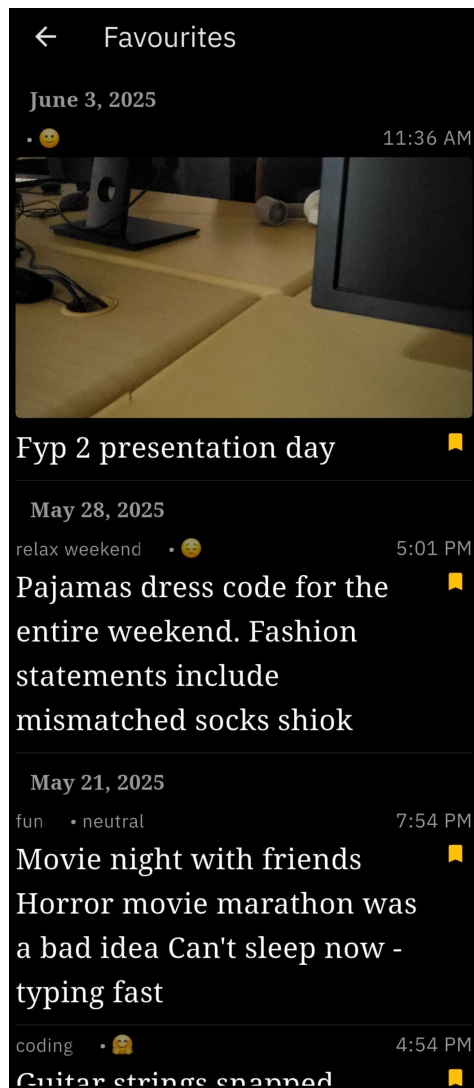 Favourites
June 3, 2025
• 🙂 11:36 AM
Fyp 2 presentation day
May 28, 2025
relax weekend • 😔 5:01 PM
Pajamas dress code for the
entire weekend. Fashion
statements include
mismatched socks shiok
May 21, 2025
fun • neutral 7:54 PM
Movie night with friends
Horror movie marathon was
a bad idea Can't sleep now -
typing fast
coding • 🤗 4:54 PM
Guitar strings snapped